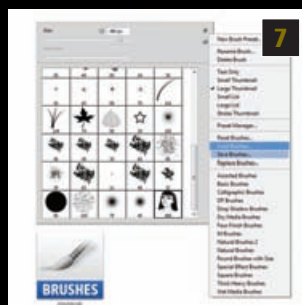 7
New Brush Preset...
Rename Brush...
Delete Brush
Text Only
Small Thumbnail
Large Thumbnail
Small List
Large List
Stroke Thumbnail
Preset Manager...
Reset Brushes...
Load Brushes...
Save Brushes...
Replace Brushes...
Assorted Brushes
Basic Brushes
Calligraphic Brushes
DP Brushes
Drop Shadow Brushes
Dry Media Brushes
Faux Finish Brushes
M Brushes
Natural Brushes 2
Natural Brushes
Round Brushes with Size
Special Effect Brushes
Square Brushes
Thick Heavy Brushes
Wet Media Brushes
BRUSHES